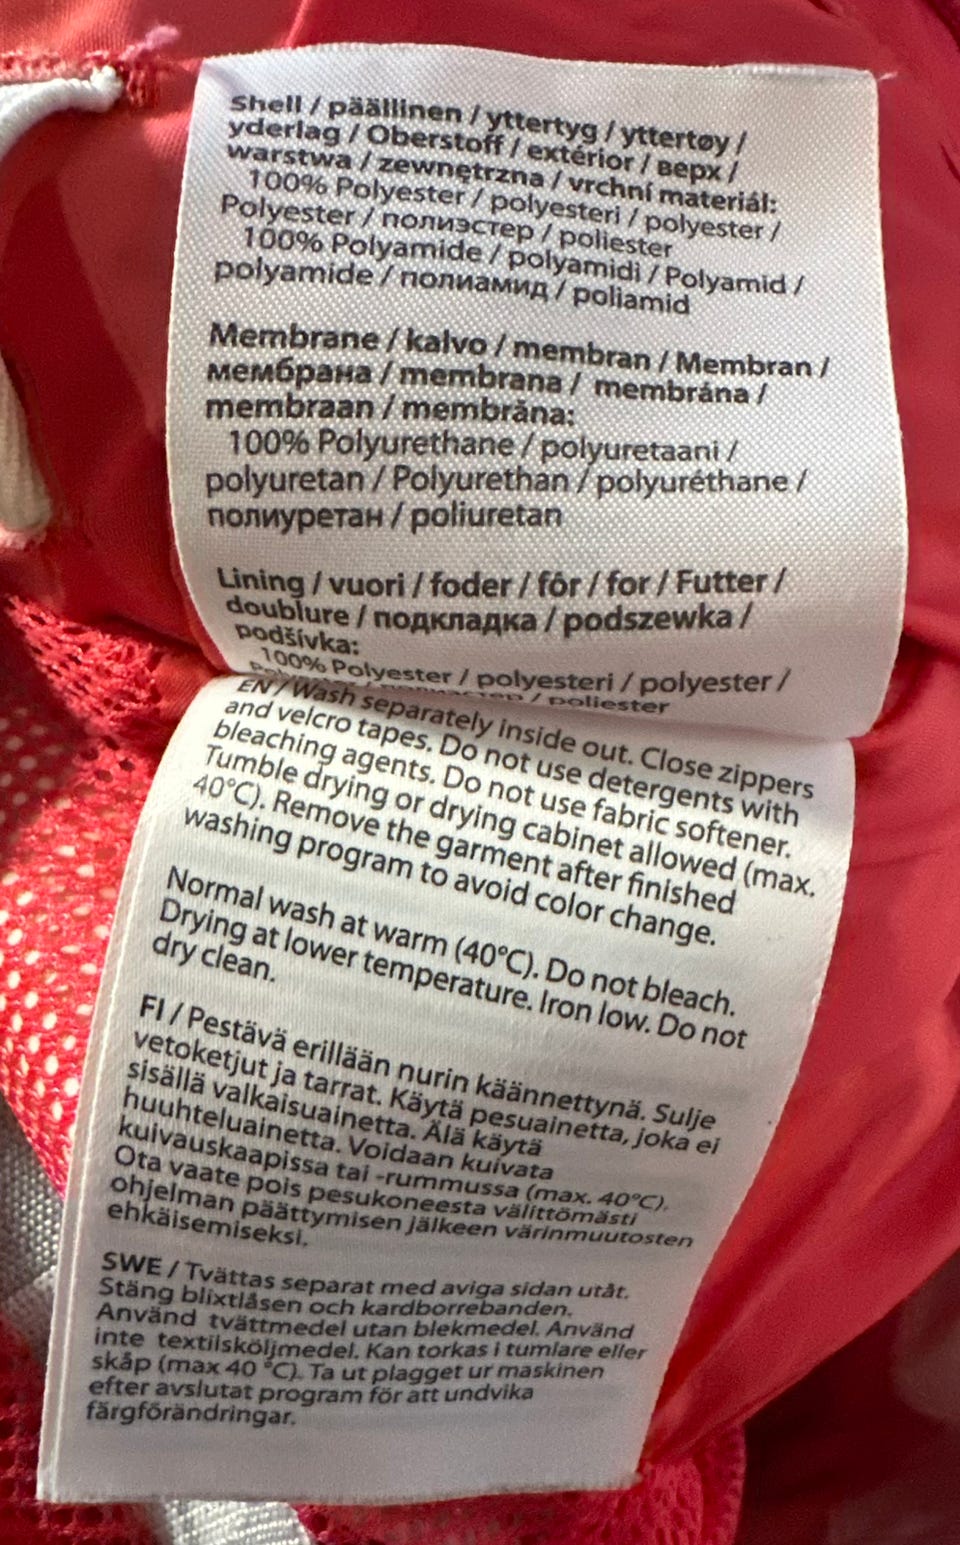 Shell / päällinen / yttertyg / yttertøy /
yderlag / Oberstoff / extérior / верх /
warstwa / zewnętrzna / vrchní materiál:
100% Polyester / polyesteri / polyester /
Polyester / полиэстер / poliester
100% Polyamide / polyamidi / Polyamid /
polyamide / полиамид / poliamid
Membrane / kalvo / membran / Membran /
мембрана / membrana / membrána /
membraan / membrāna:
100% Polyurethane / polyuretaani /
polyuretan / Polyurethan / polyuréthane /
полиуретан / poliuretan
Lining / vuori / foder / fôr / for / Futter /
doublure / подкладка / podszewka /
podšívka:
100% Polyester / polyesteri / polyester /
/ poliester
EN / Wash separately inside out. Close zippers
and velcro tapes. Do not use detergents with
bleaching agents. Do not use fabric softener.
Tumble drying or drying cabinet allowed (max.
40°C). Remove the garment after finished
washing program to avoid color change.
Normal wash at warm (40°C). Do not bleach.
Drying at lower temperature. Iron low. Do not
dry clean.
FI / Pestävä erillään nurin käännettynä. Sulje
vetoketjut ja tarrat. Käytä pesuainetta, joka ei
sisällä valkaisuainetta. Älä käytä
huuhteluainetta. Voidaan kuivata
kuivauskaapissa tai -rummussa (max. 40°C).
Ota vaate pois pesukoneesta välittömästi
ohjelman päättymisen jälkeen värinmuutosten
ehkäisemiseksi.
SWE / Tvättas separat med aviga sidan utåt.
Stäng blixtlåsen och kardborrebanden.
Använd tvättmedel utan blekmedel. Använd
inte textilsköljmedel. Kan torkas i tumlare eller
skåp (max 40 °C). Ta ut plagget ur maskinen
efter avslutat program för att undvika
färgförändringar.